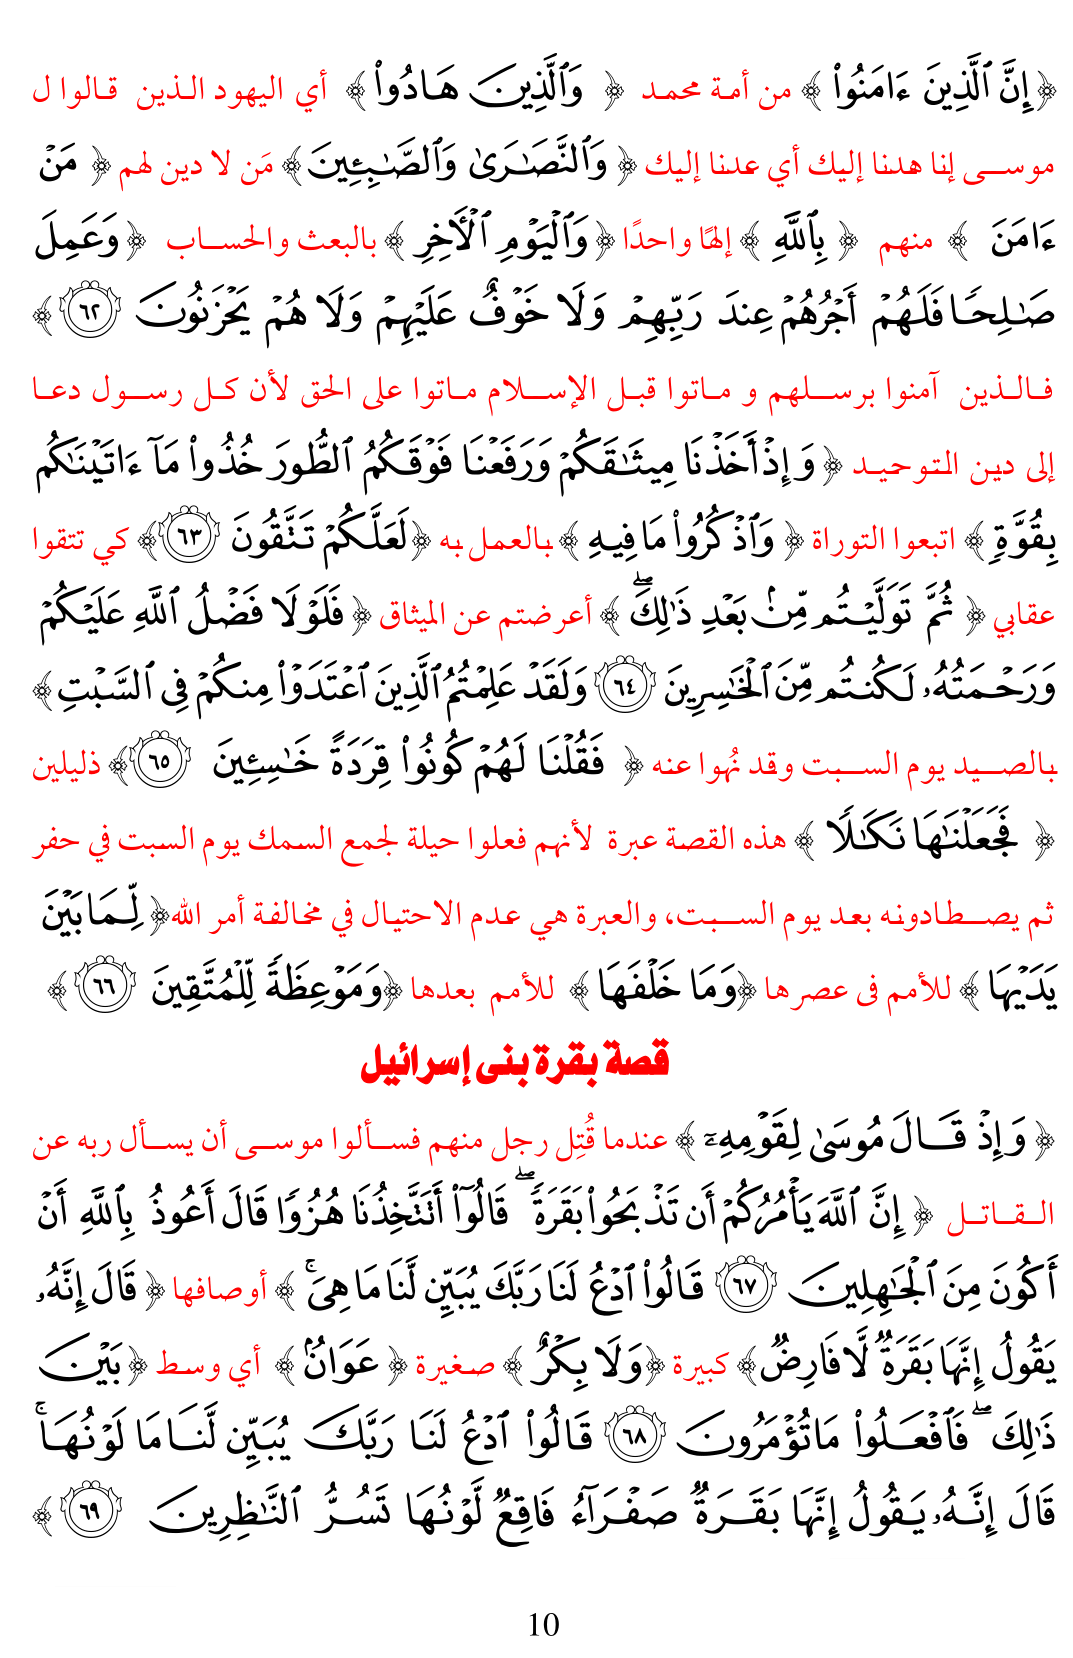 ﴿ إِنَّ ٱلَّذِينَ ءَامَنُوا۟ ﴾ من أمة محمد ﴿ وَٱلَّذِينَ هَادُوا۟ ﴾ أي اليهود الذين قالوا ل
موسى إنا هدنا إليك أي عدنا إليك ﴿ وَٱلنَّصَـٰرَىٰ وَٱلصَّـٰبِـِٔينَ ﴾ مَن لا دين لهم ﴿ مَنْ
ءَامَنَ ﴾ منهم ﴿ بِٱللَّهِ ﴾ إلهًا واحدًا ﴿ وَٱلْيَوْمِ ٱلْـَٔاخِرِ ﴾ بالبعث والحساب ﴿ وَعَمِلَ
صَـٰلِحًا فَلَهُمْ أَجْرُهُمْ عِندَ رَبِّهِمْ وَلَا خَوْفٌ عَلَيْهِمْ وَلَا هُمْ يَحْزَنُونَ ٦٢ ﴾
فالذين آمنوا برسلهم و ماتوا قبل الإسلام ماتوا على الحق لأن كل رسول دعا
إلى دين التوحيد ﴿ وَإِذْ أَخَذْنَا مِيثَـٰقَكُمْ وَرَفَعْنَا فَوْقَكُمُ ٱلطُّورَ خُذُوا۟ مَآ ءَاتَيْنَـٰكُم
بِقُوَّةٍ ﴾ اتبعوا التوراة ﴿ وَٱذْكُرُوا۟ مَا فِيهِ ﴾ بالعمل به ﴿ لَعَلَّكُمْ تَتَّقُونَ ٦٣ ﴾ كي تتقوا
عقابي ﴿ ثُمَّ تَوَلَّيْتُم مِّنۢ بَعْدِ ذَٰلِكَ ۖ ﴾ أعرضتم عن الميثاق ﴿ فَلَوْلَا فَضْلُ ٱللَّهِ عَلَيْكُمْ
وَرَحْمَتُهُۥ لَكُنتُم مِّنَ ٱلْخَـٰسِرِينَ ٦٤ وَلَقَدْ عَلِمْتُمُ ٱلَّذِينَ ٱعْتَدَوْا۟ مِنكُمْ فِى ٱلسَّبْتِ ﴾
بالصيد يوم السبت وقد نُهوا عنه ﴿ فَقُلْنَا لَهُمْ كُونُوا۟ قِرَدَةً خَـٰسِـِٔينَ ٦٥ ﴾ ذليلين
﴿ فَجَعَلْنَـٰهَا نَكَـٰلًا ﴾ هذه القصة عبرة لأنهم فعلوا حيلة لجمع السمك يوم السبت في حفر
ثم يصطادونه بعد يوم السبت، والعبرة هي عدم الاحتيال في مخالفة أمر الله ﴿ لِّمَا بَيْنَ
يَدَيْهَا ﴾ للأمم فى عصرها ﴿ وَمَا خَلْفَهَا ﴾ للأمم بعدها ﴿ وَمَوْعِظَةً لِّلْمُتَّقِينَ ٦٦ ﴾
قصة بقرة بنى إسرائيل
﴿ وَإِذْ قَالَ مُوسَىٰ لِقَوْمِهِۦٓ ﴾ عندما قُتِل رجل منهم فسألوا موسى أن يسأل ربه عن
القاتل ﴿ إِنَّ ٱللَّهَ يَأْمُرُكُمْ أَن تَذْبَحُوا۟ بَقَرَةً ۖ قَالُوٓا۟ أَتَتَّخِذُنَا هُزُوًا قَالَ أَعُوذُ بِٱللَّهِ أَنْ
أَكُونَ مِنَ ٱلْجَـٰهِلِينَ ٦٧ قَالُوا۟ ٱدْعُ لَنَا رَبَّكَ يُبَيِّن لَّنَا مَا هِىَ ۚ ﴾ أوصافها ﴿ قَالَ إِنَّهُۥ
يَقُولُ إِنَّهَا بَقَرَةٌ لَّا فَارِضٌ ﴾ كبيرة ﴿ وَلَا بِكْرٌ ﴾ صغيرة ﴿ عَوَانٌۢ ﴾ أي وسط ﴿ بَيْنَ
ذَٰلِكَ ۖ فَٱفْعَلُوا۟ مَا تُؤْمَرُونَ ٦٨ قَالُوا۟ ٱدْعُ لَنَا رَبَّكَ يُبَيِّن لَّنَا مَا لَوْنُهَا ۚ
قَالَ إِنَّهُۥ يَقُولُ إِنَّهَا بَقَرَةٌ صَفْرَآءُ فَاقِعٌ لَّوْنُهَا تَسُرُّ ٱلنَّـٰظِرِينَ ٦٩ ﴾
10